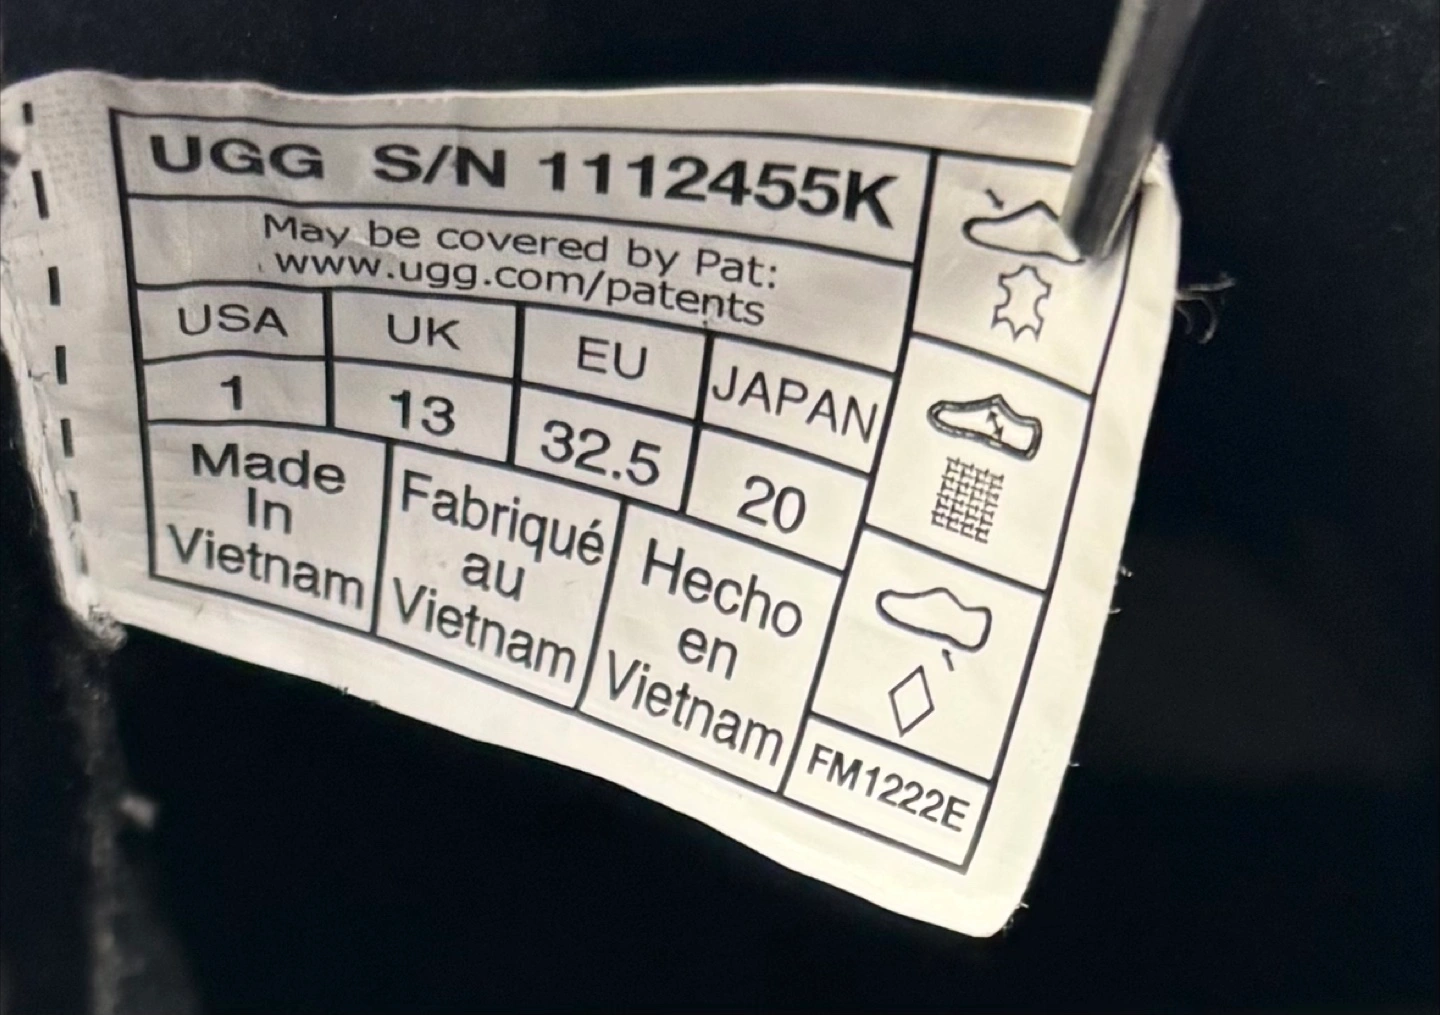 UGG S/N 1112455K
May be covered by Pat:
www.ugg.com/patents
USA UK EU JAPAN
1 13 32.5 20
Made
In
Vietnam
Fabriqué
au
Vietnam
Hecho
en
Vietnam
FM1222E